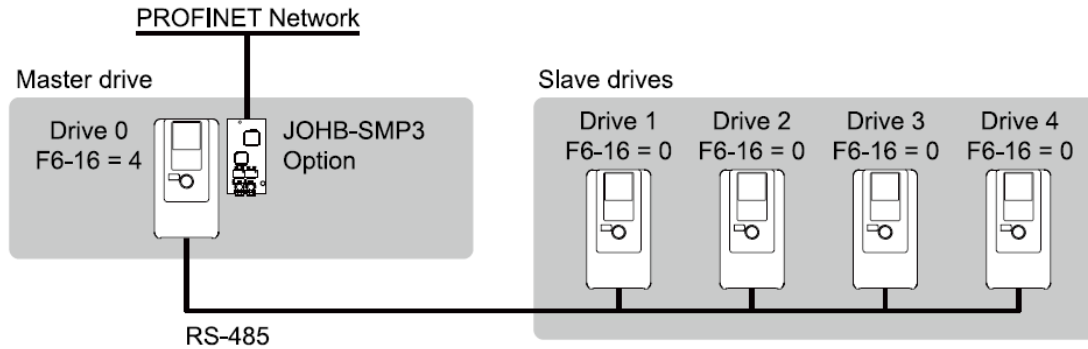 PROFINET Network
Master drive
Drive 0
F6-16 = 4
JOHB-SMP3
Option
Slave drives
Drive 1
F6-16 = 0
Drive 2
F6-16 = 0
Drive 3
F6-16 = 0
Drive 4
F6-16 = 0
RS-485